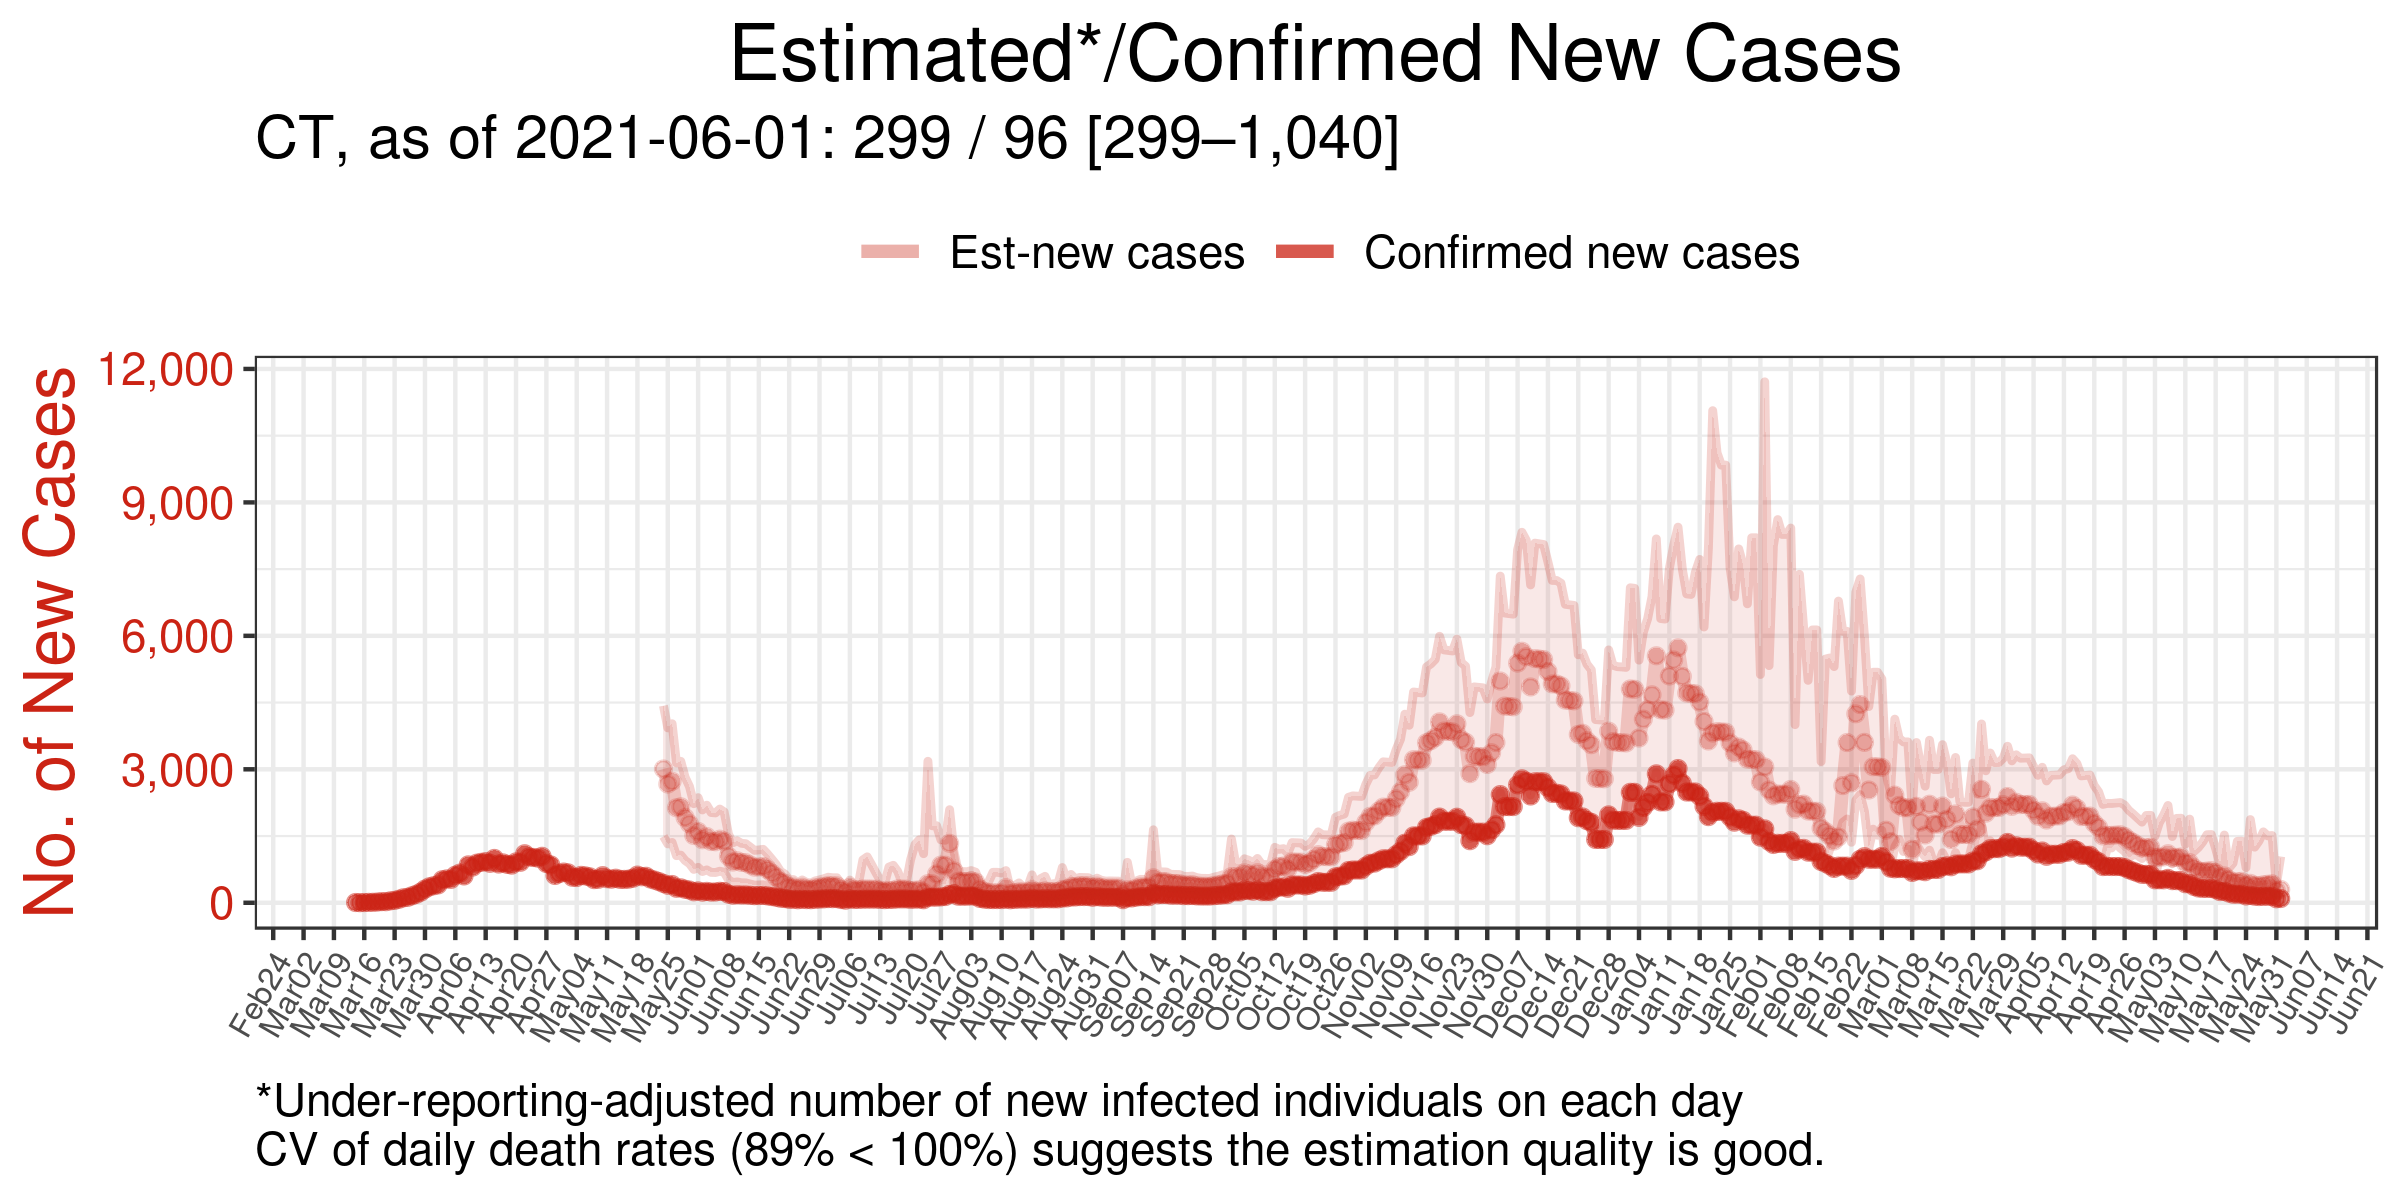 Estimated*/Confirmed New Cases
CT, as of 2021-06-01: 299 / 96 [299–1,040]
Est-new cases Confirmed new cases
No. of New Cases
12,000
9,000
6,000
3,000
0
Feb24 Mar02 Mar09 Mar16 Mar23 Mar30 Apr06 Apr13 Apr20 Apr27 May04 May11 May18 May25 Jun01 Jun08 Jun15 Jun22 Jun29 Jul06 Jul13 Jul20 Jul27 Aug03 Aug10 Aug17 Aug24 Aug31 Sep07 Sep14 Sep21 Sep28 Oct05 Oct12 Oct19 Oct26 Nov02 Nov09 Nov16 Nov23 Nov30 Dec07 Dec14 Dec21 Dec28 Jan04 Jan11 Jan18 Jan25 Feb01 Feb08 Feb15 Feb22 Mar01 Mar08 Mar15 Mar22 Mar29 Apr05 Apr12 Apr19 Apr26 May03 May10 May17 May24 May31 Jun07 Jun14 Jun21
*Under-reporting-adjusted number of new infected individuals on each day
CV of daily death rates (89% < 100%) suggests the estimation quality is good.